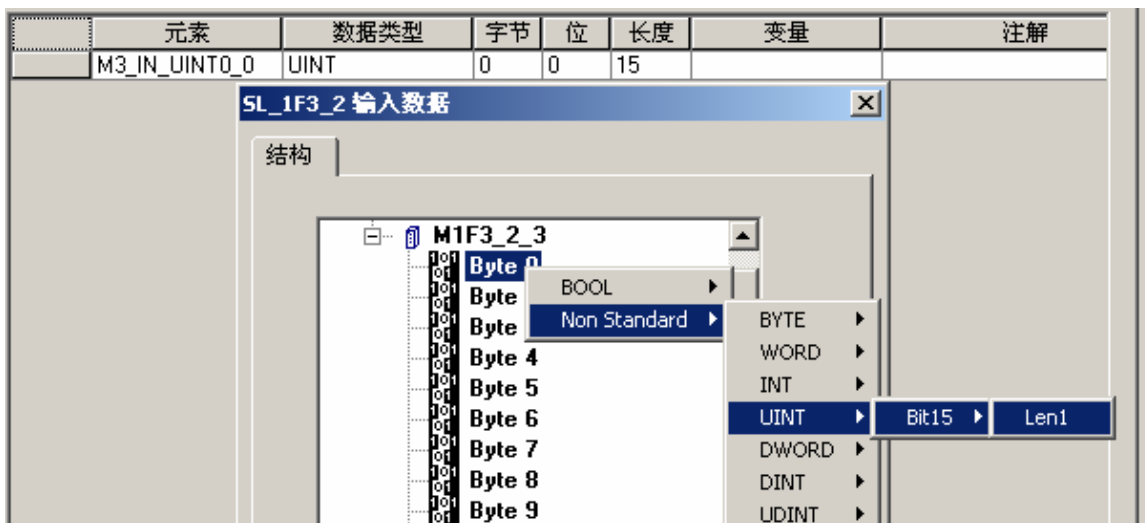 元素 数据类型 字节 位 长度 变量 注解
M3_IN_UINT0_0 UINT 0 0 15
SL_1F3_2 输入数据
结构
M1F3_2_3
Byte 0
BOOL
Byte
Non Standard BYTE
Byte
WORD
Byte 4
INT
Byte 5
UINT Bit15 Len1
Byte 6
DWORD
Byte 7
DINT
Byte 8
UDINT
Byte 9